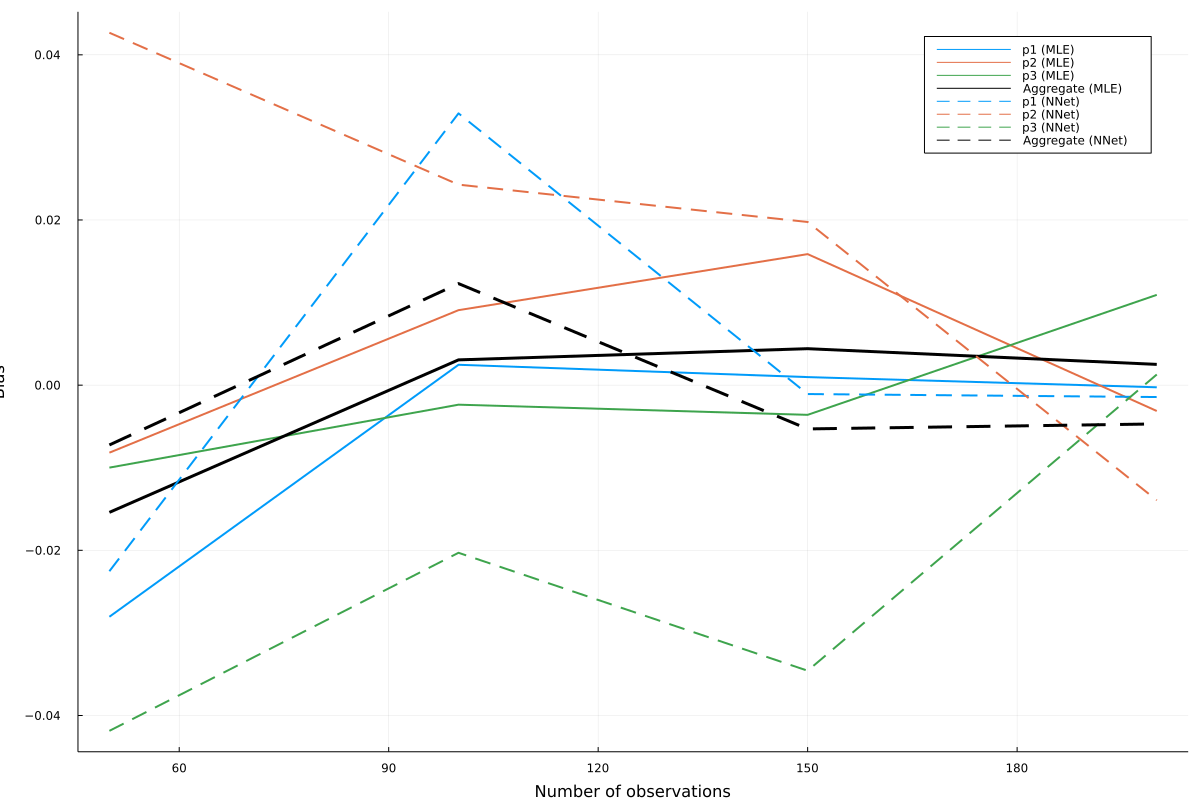 0.04
0.02
0.00
−0.02
−0.04
60
90
120
150
180
Number of observations
p1 (MLE)
p2 (MLE)
p3 (MLE)
Aggregate (MLE)
p1 (NNet)
p2 (NNet)
p3 (NNet)
Aggregate (NNet)